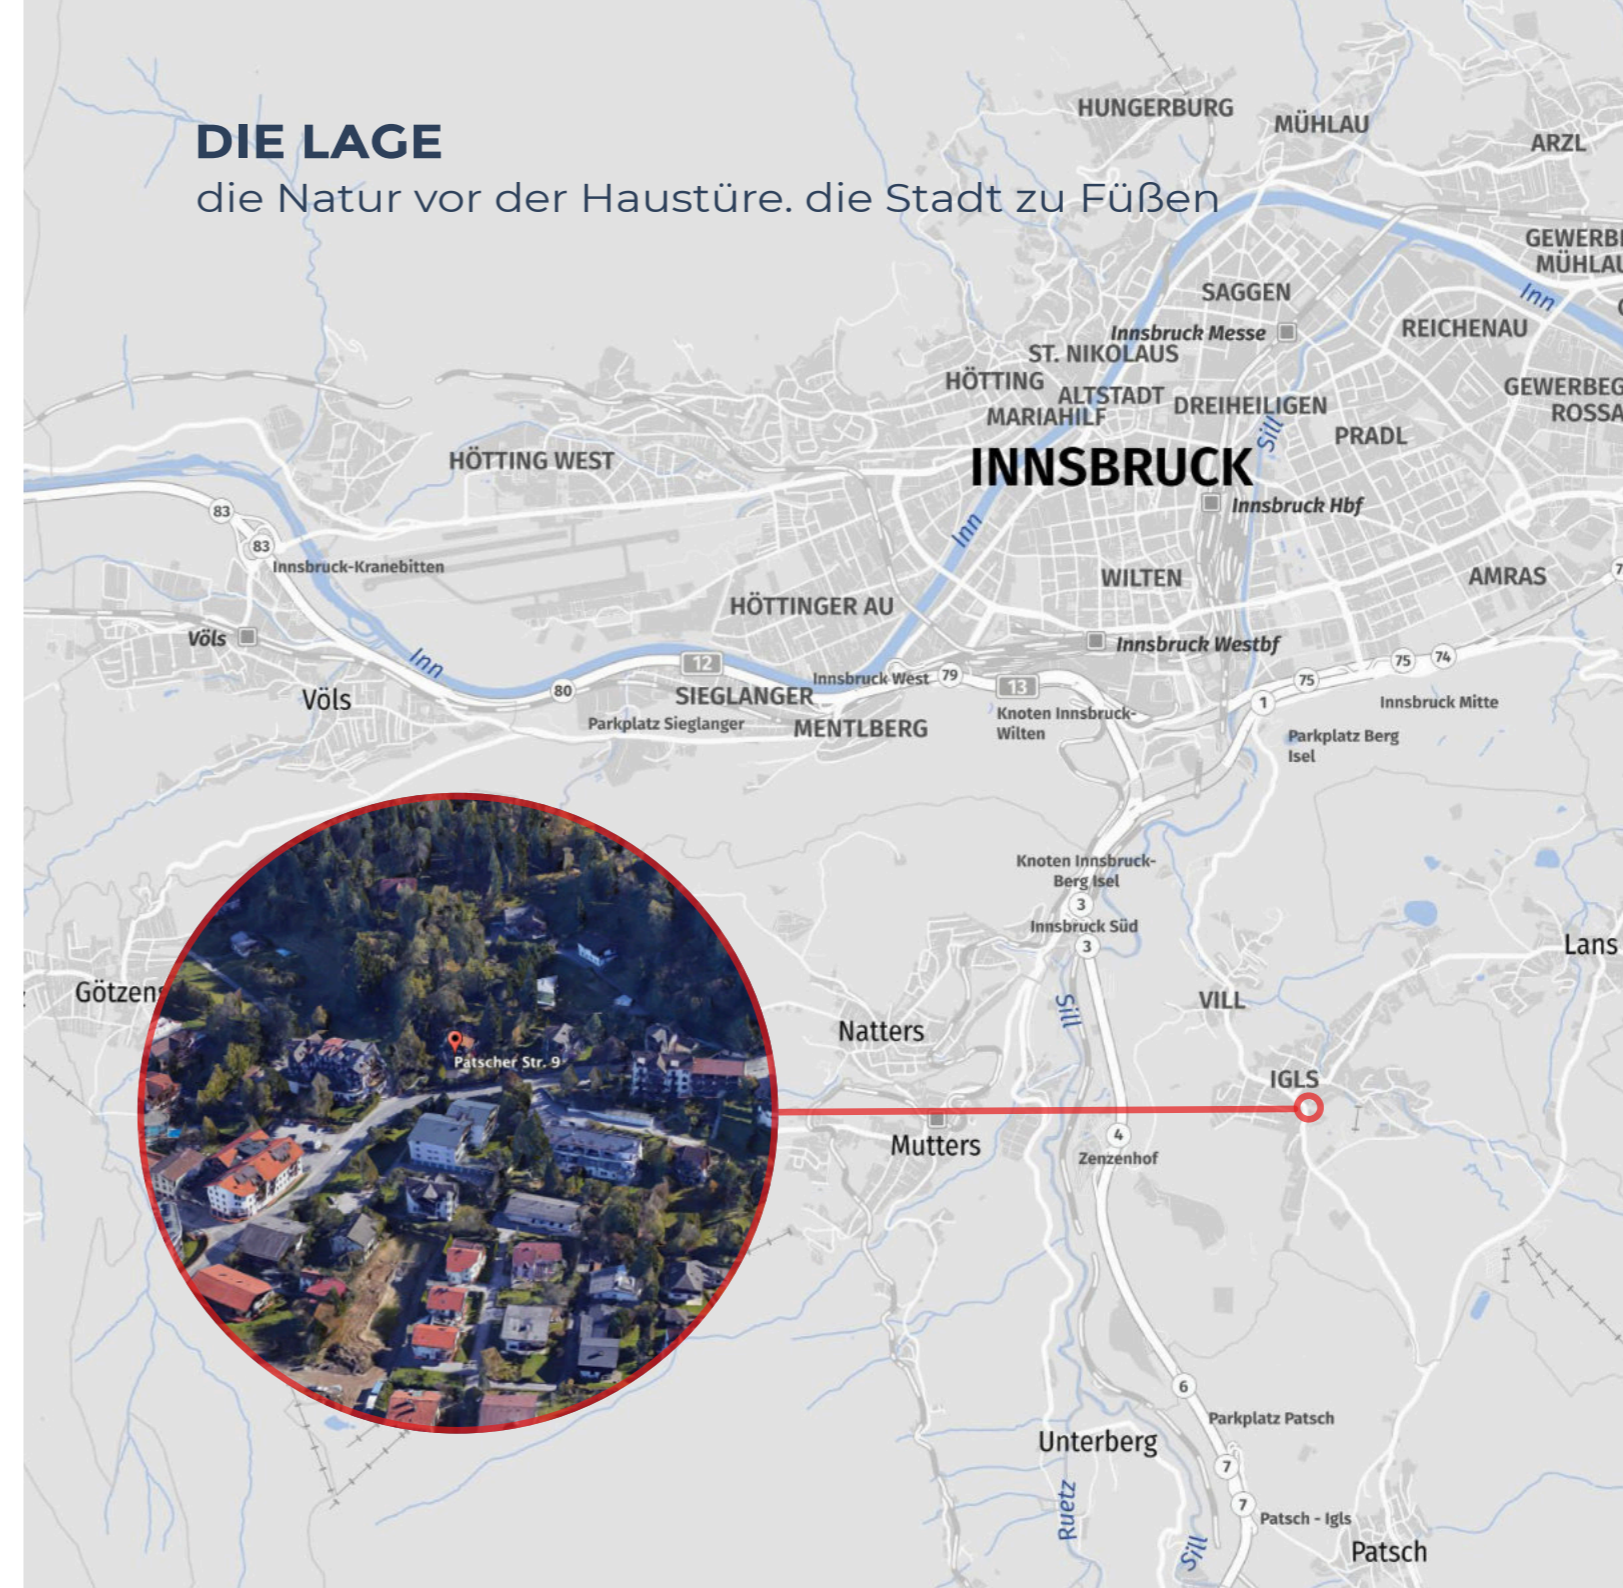 DIE LAGE
die Natur vor der Haustüre. die Stadt zu Füßen
HUNGERBURG
MÜHLAU
ARZL
GEWERB
MÜHLAU
Inn
SAGGEN
Innsbruck Messe
REICHENAU
ST. NIKOLAUS
HÖTTING
ALTSTADT
MARIAHILF
DREIHEILIGEN
GEWERBEG
ROSSA
Sill
PRADL
HÖTTING WEST
INNSBRUCK
Innsbruck Hbf
83
83
Innsbruck-Kranebitten
Inn
WILTEN
AMRAS
HÖTTINGER AU
Völs
Innsbruck Westbf
Inn
12
Innsbruck West
79
13
75
75
74
80
SIEGLANGER
Völs
1
Innsbruck Mitte
Parkplatz Sieglanger
MENTLBERG
Knoten Innsbruck-
Wilten
Parkplatz Berg
Isel
Knoten Innsbruck-
Berg Isel
3
Innsbruck Süd
3
Lans
Götzens
VILL
Sill
Natters
Patscher Str. 9
IGLS
Mutters
4
Zenzenhof
6
Parkplatz Patsch
Unterberg
7
Ruetz
7
Patsch - Igls
Sill
Patsch